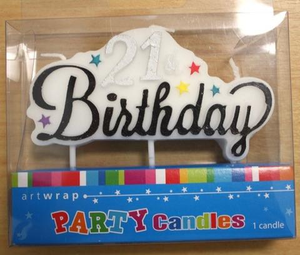 21st
Birthday
artwrap
PARTY Candles
1 candle